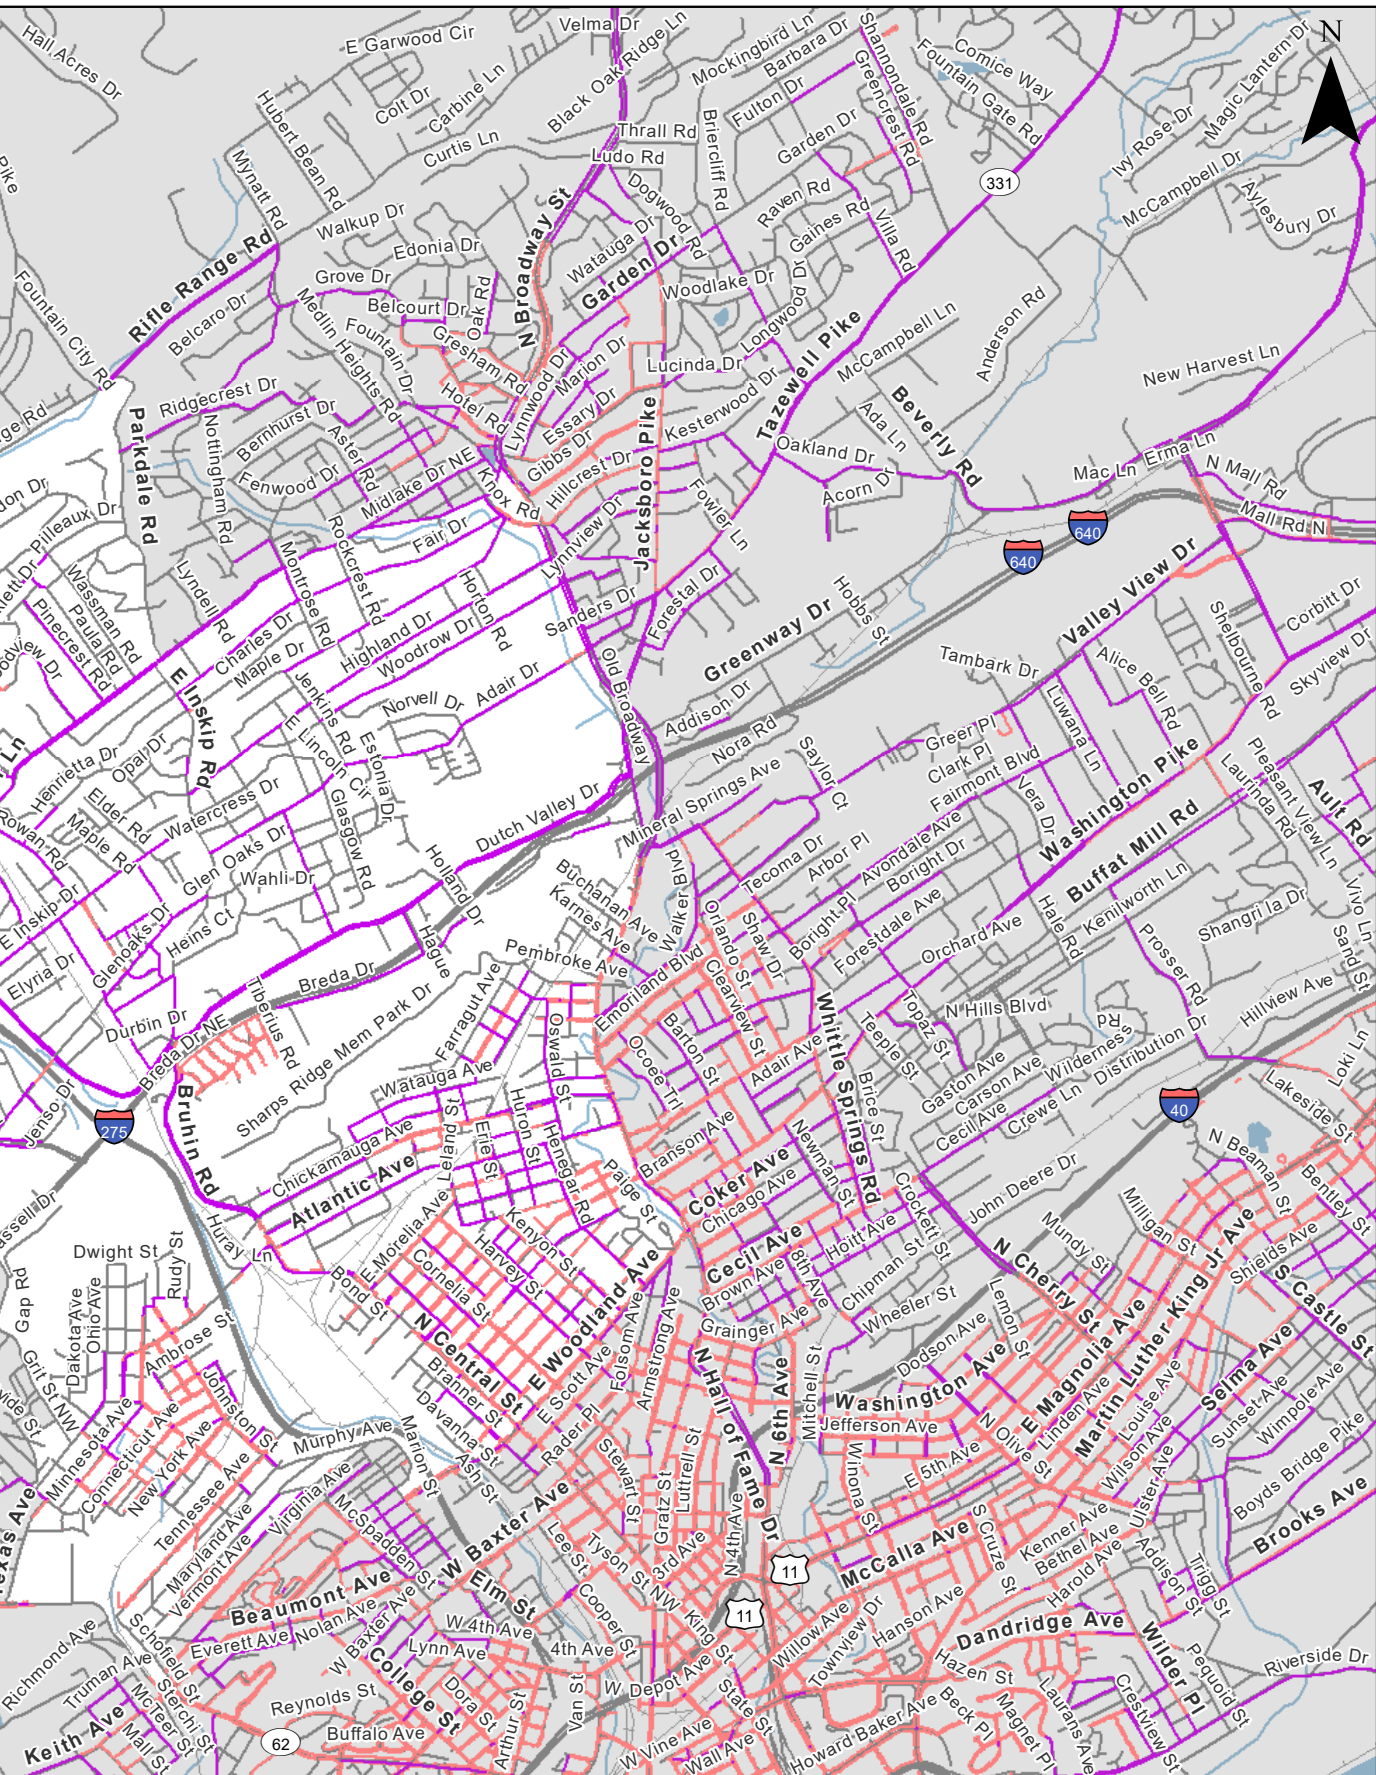 Hall Acres Dr
E Garwood Cir
Velma Dr
Black Oak Ridge Ln
Mockingbird Ln
Barbara Dr
Shannondale Rd
Comice Way
Fountain Gate Rd
Magic Lantern Dr
N
Colt Dr
Carbine Ln
Hubert Bean Rd
Fulton Dr
Greencrest Rd
Thrall Rd
Briercliff Rd
Garden Dr
Ivy Rose Dr
Curtis Ln
Ludo Rd
Mynatt Rd
Pike
331
McCampbell Dr
Aylesbury Dr
Dogwood Rd
Raven Rd
Walkup Dr
N Broadway St
Gaines Rd
Villa Rd
Edonia Dr
Watauga Dr
Garden Dr
Rifle Range Rd
Grove Dr
Woodlake Dr
Longwood Dr
Fountain City Rd
Belcaro Dr
Medlin Heights Rd
Belcourt Dr
Oak Rd
Fountain Dr
Gresham Rd
Marion Dr
Lucinda Dr
Tazewell Pike
McCampbell Ln
Anderson Rd
New Harvest Ln
Ridgecrest Dr
Hotel Rd
Lynnwood Dr
Essary Dr
Kesterwood Dr
Beverly Rd
Ada Ln
Parkdale Rd
Nottingham Rd
Bernhurst Dr
Aster Rd
Gibbs Dr
Jacksboro Pike
Oakland Dr
Mac Ln
Erma Ln
N Mall Rd
Fenwood Dr
Midlake Dr NE
Knox Rd
Hillcrest Dr
Fowler Ln
Acorn Dr
Mall Rd N
640
640
Pilleaux Dr
Rockcrest Rd
Fair Dr
Lynnview Dr
Wassman Rd
Paula Rd
Pinecrest Rd
Lyndell Rd
Montrose Rd
Horton Rd
Sanders Dr
Forestal Dr
Hobbs St
Valley View Dr
Corbitt Dr
Shelbourne Rd
Charles Dr
Maple Dr
Highland Dr
Woodrow Dr
Greenway Dr
Tambark Dr
Alice Bell Rd
Skyview Dr
E Inskip Rd
Jenkins Rd
Norvell Dr
Adair Dr
Old Broadway
Addison Dr
Luwana Ln
E Lincoln Cir
Estonia Dr
Nora Rd
Saylor Ct
Greer Pl
Clark Pl
Fairmont Blvd
Washington Pike
Pleasant View Ln
Laurinda Rd
Ault Rd
Henrietta Dr
Opal Dr
Elder Rd
Maple Rd
Watercress Dr
Glasgow Rd
Dutch Valley Dr
Mineral Springs Ave
Vera Dr
Rowan Rd
Glen Oaks Dr
Wahli Dr
Holland Dr
Buchanan Ave
Karnes Ave
Walker Blvd
Tecoma Dr
Arbor Pl
Avondale Ave
Boright Dr
Buffat Mill Rd
Kenilworth Ln
Vivo Ln
E Inskip Dr
Heins Ct
Hague
Orlando St
Shaw Dr
Boright Pl
Forestdale Ave
Orchard Ave
Hale Rd
Shangri la Dr
Prosser Rd
Sand St
Elyria Dr
Glenoaks Dr
Pembroke Ave
Emoriland Blvd
Clearview St
Breda Dr
Tiberius Rd
Farragut Ave
Whittle Springs Rd
Topaz St
N Hills Blvd
Hillview Ave
Durbin Dr
Breda Dr NE
Sharps Ridge Mem Park Dr
Oswald St
Ocoee Trl
Barton St
Adair Ave
Teeple St
Gaston Ave
Carson Ave
Wilderness Rd
Distribution Dr
Loki Ln
275
Watauga Ave
Brice St
Cecil Ave
Crewe Ln
40
Lakeside St
Bruhin Rd
Chickamauga Ave
Leland St
Erie St
Huron St
Henegar Rd
Branson Ave
Newman St
N Beaman St
Bentley St
Atlantic Ave
Paige St
Coker Ave
Chicago Ave
Crockett St
John Deere Dr
Milligan St
Mundy St
Huray Ln
Dwight St
Rudy St
E Morelia Ave
Kenyon St
Harvey St
Cornelia St
Cecil Ave
Brown Ave
8th Ave
Hoitt Ave
Chipman St
N Cherry St
Shields Ave
S Castle St
Gap Rd
Dakota Ave
Ohio Ave
Bond St
N Central St
E Woodland Ave
Folsom Ave
Armstrong Ave
Grainger Ave
Wheeler St
Lemon St
E Magnolia Ave
Martin Luther King Jr Ave
Selma Ave
Grit St NW
Ambrose St
Johnston St
Branner St
Davanna St
E Scott Ave
N Hall of Fame Dr
N 6th Ave
Mitchell St
Dodson Ave
Washington Ave
Linden Ave
Louise Ave
Sunset Ave
Wimpole Ave
Minnesota Ave
Connecticut Ave
New York Ave
Murphy Ave
Marion St
Ash St
Rader Pl
Stewart St
Gratz St
Luttrell St
Jefferson Ave
Winona St
E 5th Ave
N Olive St
Wilson Ave
Ulster Ave
Boyds Bridge Pike
Brooks Ave
Tennessee Ave
Virginia Ave
Maryland Ave
Vermont Ave
McSpadden St
W Baxter Ave
Lee St
Tyson St NW
3rd Ave
N 4th Ave
McCalla Ave
S Cruze St
Kenner Ave
Bethel Ave
Harold Ave
Addison St
Trigg St
11
11
Beaumont Ave
Elm St
Cooper St
King St
Everett Ave
Nolan Ave
W Baxter Ave
W 4th Ave
4th Ave
Lynn Ave
College St
Willow Ave
Townview Dr
Hanson Ave
Dandridge Ave
Wilder Pl
Pequold St
Riverside Dr
Richmond Ave
Schofield St
Truman Ave
Sterchi St
McTeer St
Mall St
Keith Ave
Reynolds St
Buffalo Ave
62
Dora St
Arthur St
Van St
W Depot Ave
State St
W Vine Ave
Wall Ave
Howard Baker Ave
Hazen St
Beck Pl
Magnet Pl
Laurans Ave
Crestview St